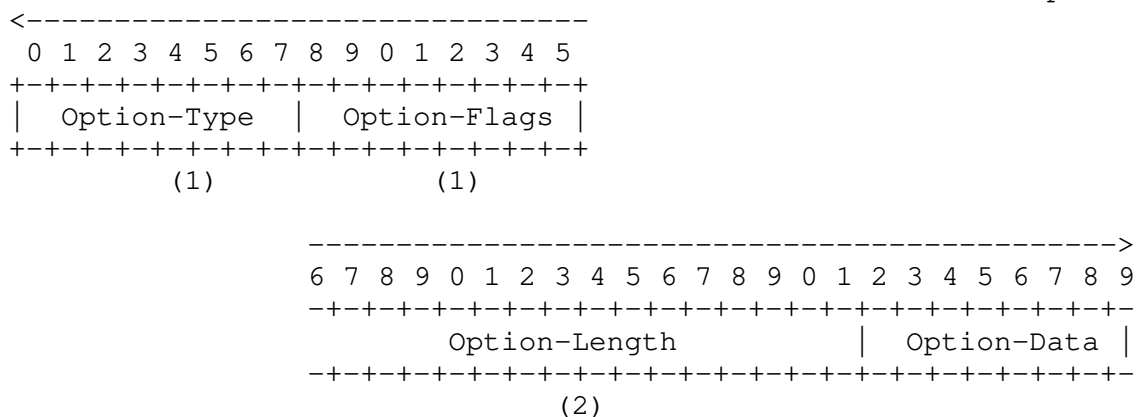 <---------------------------------
0 1 2 3 4 5 6 7 8 9 0 1 2 3 4 5
+-+-+-+-+-+-+-+-+-+-+-+-+-+-+-+-+
|  Option-Type  |  Option-Flags |
+-+-+-+-+-+-+-+-+-+-+-+-+-+-+-+-+
(1) (1)
---------------------------------------------->
6 7 8 9 0 1 2 3 4 5 6 7 8 9 0 1 2 3 4 5 6 7 8 9
-+-+-+-+-+-+-+-+-+-+-+-+-+-+-+-+-+-+-+-+-+-+-+-
Option-Length | Option-Data |
-+-+-+-+-+-+-+-+-+-+-+-+-+-+-+-+-+-+-+-+-+-+-+-
(2)